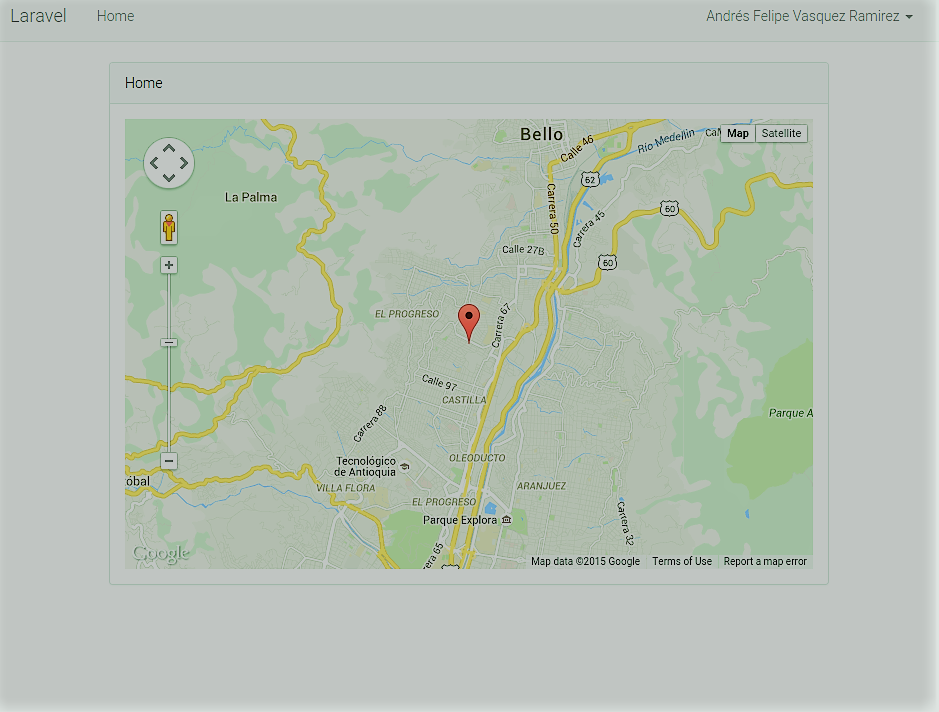 Laravel
Home
Andrés Felipe Vasquez Ramirez
Home
Bello
Calle 46
Río Medellín
Map
Satellite
62
La Palma
Carrera 50
60
Carrera 45
Calle 27B
60
EL PROGRESO
Carrera 67
Calle 97
CASTILLA
Parque A
Carrera 88
OLEODUCTO
Tecnológico
de Antioquia
óbal
VILLA FLORA
ARANJUEZ
EL PROGRESO
Parque Explora
Carrera 32
rera 65
Google
Map data ©2015 Google
Terms of Use
Report a map error